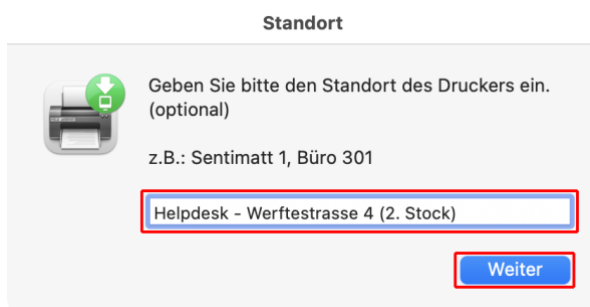 Standort
Geben Sie bitte den Standort des Druckers ein.
(optional)
z.B.: Sentimatt 1, Büro 301
Helpdesk - Werftestrasse 4 (2. Stock)
Weiter